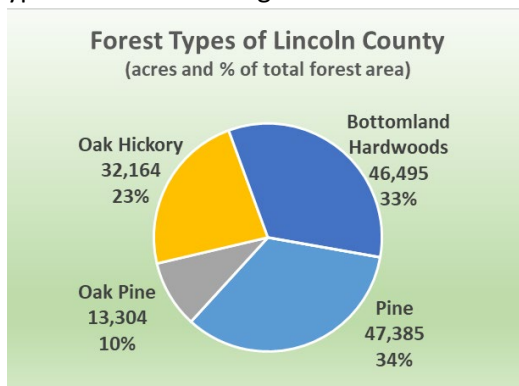 Forest Types of Lincoln County
(acres and % of total forest area)
Oak Hickory
32,164
23%
Bottomland
Hardwoods
46,495
33%
Oak Pine
13,304
10%
Pine
47,385
34%